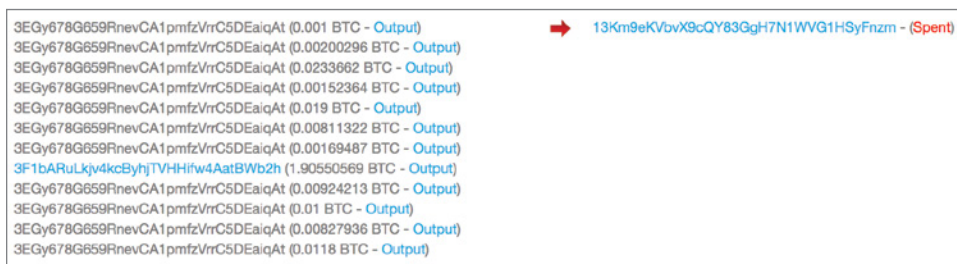 3EGy678G659RnevCA1pmfzVrrC5DEaiqAt (0.001 BTC - Output)
13Km9eKVbvX9cQY83GgH7N1WVG1HSyFnzm - (Spent)
3EGy678G659RnevCA1pmfzVrrC5DEaiqAt (0.00200296 BTC - Output)
3EGy678G659RnevCA1pmfzVrrC5DEaiqAt (0.0233662 BTC - Output)
3EGy678G659RnevCA1pmfzVrrC5DEaiqAt (0.00152364 BTC - Output)
3EGy678G659RnevCA1pmfzVrrC5DEaiqAt (0.019 BTC - Output)
3EGy678G659RnevCA1pmfzVrrC5DEaiqAt (0.00811322 BTC - Output)
3EGy678G659RnevCA1pmfzVrrC5DEaiqAt (0.00169487 BTC - Output)
3F1bARuLkjv4kcByhjTVHHifw4AatBWb2h (1.90550569 BTC - Output)
3EGy678G659RnevCA1pmfzVrrC5DEaiqAt (0.00924213 BTC - Output)
3EGy678G659RnevCA1pmfzVrrC5DEaiqAt (0.01 BTC - Output)
3EGy678G659RnevCA1pmfzVrrC5DEaiqAt (0.00827936 BTC - Output)
3EGy678G659RnevCA1pmfzVrrC5DEaiqAt (0.0118 BTC - Output)